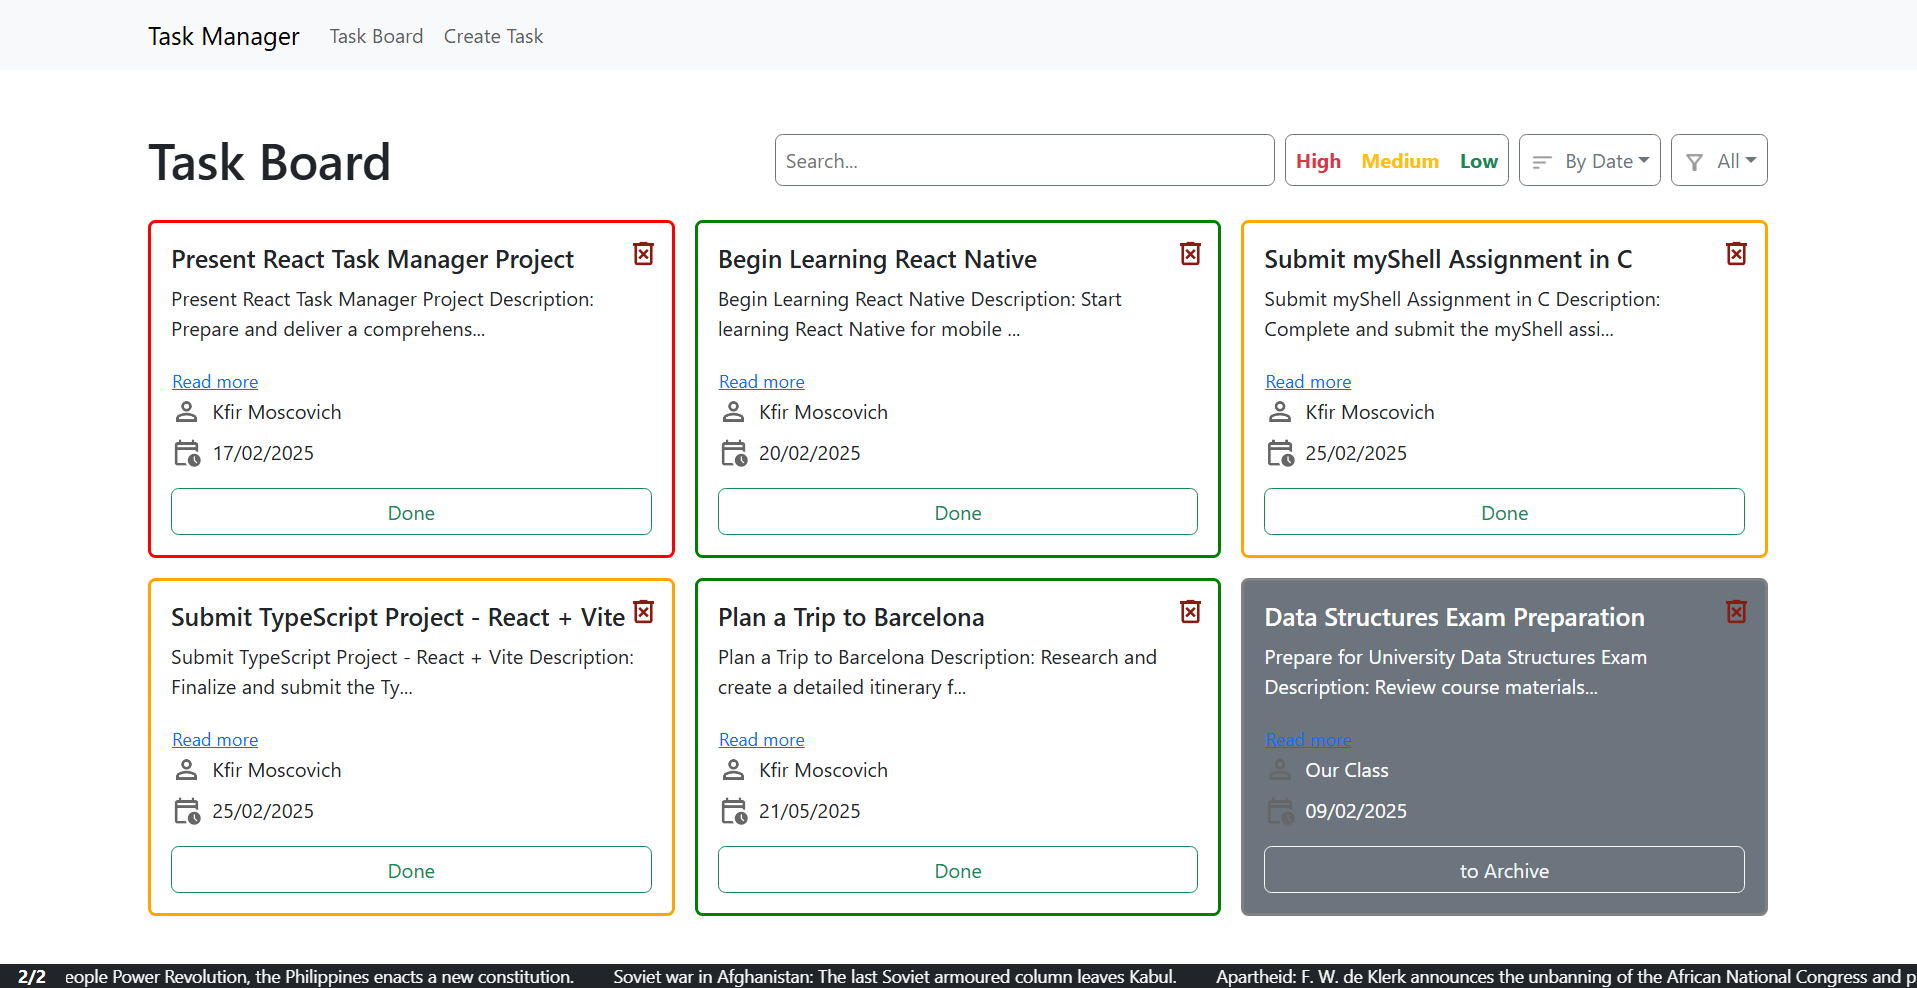 Task Manager Task Board Create Task
Task Board
Search...
High Medium Low
By Date
All
Present React Task Manager Project
Present React Task Manager Project Description:
Prepare and deliver a comprehens...
Read more
Kfir Moscovich
17/02/2025
Done
Begin Learning React Native
Begin Learning React Native Description: Start
learning React Native for mobile ...
Read more
Kfir Moscovich
20/02/2025
Done
Submit myShell Assignment in C
Submit myShell Assignment in C Description:
Complete and submit the myShell assi...
Read more
Kfir Moscovich
25/02/2025
Done
Submit TypeScript Project - React + Vite
Submit TypeScript Project - React + Vite Description:
Finalize and submit the Ty...
Read more
Kfir Moscovich
25/02/2025
Done
Plan a Trip to Barcelona
Plan a Trip to Barcelona Description: Research and
create a detailed itinerary f...
Read more
Kfir Moscovich
21/05/2025
Done
Data Structures Exam Preparation
Prepare for University Data Structures Exam
Description: Review course materials...
Read more
Our Class
09/02/2025
to Archive
2/2 eople Power Revolution, the Philippines enacts a new constitution. Soviet war in Afghanistan: The last Soviet armoured column leaves Kabul. Apartheid: F. W. de Klerk announces the unbanning of the African National Congress and p